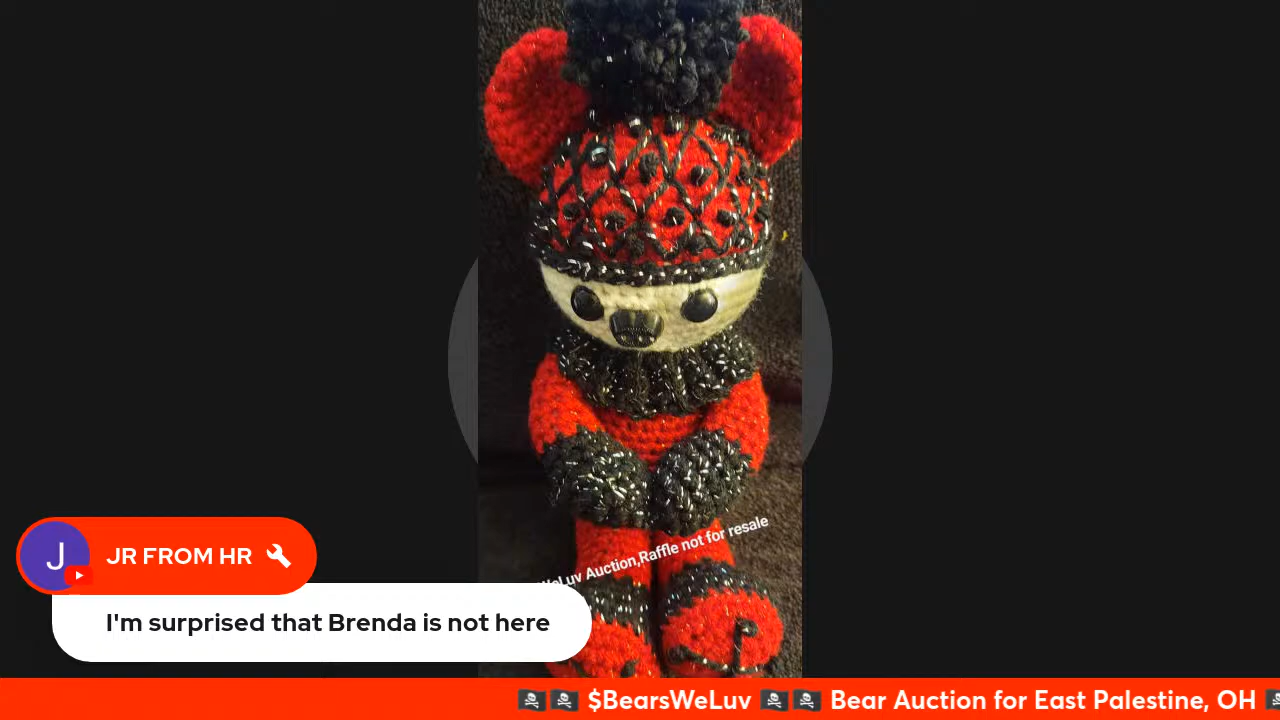 WeLuv Auction,Raffle not for resale
J JR FROM HR
I'm surprised that Brenda is not here
🏴‍☠️🏴‍☠️ $BearsWeLuv 🏴‍☠️🏴‍☠️ Bear Auction for East Palestine, OH